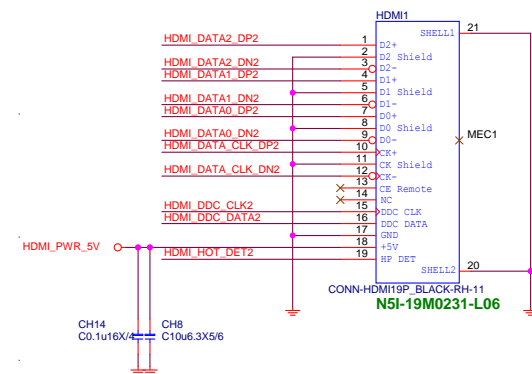 HDMI1
SHELL1 21
HDMI_DATA2_DP2 1 D2+
2 D2 Shield
HDMI_DATA2_DN2 3 D2-
HDMI_DATA1_DP2 4 D1+
5 D1 Shield
HDMI_DATA1_DN2 6 D1-
HDMI_DATA0_DP2 7 D0+
8 D0 Shield
HDMI_DATA0_DN2 9 D0- MEC1
HDMI_DATA_CLK_DP2 10 CK+
11 CK Shield
HDMI_DATA_CLK_DN2 12 CK-
13 CE Remote
14 NC
HDMI_DDC_CLK2 15 DDC CLK
HDMI_DDC_DATA2 16 DDC DATA
17 GND
HDMI_PWR_5V 18 +5V
HDMI_HOT_DET2 19 HP DET
SHELL2 20
CONN-HDMI19P_BLACK-RH-11
N5I-19M0231-L06
CH14 CH8
C0.1u16X/4 C10u6.3X5/6